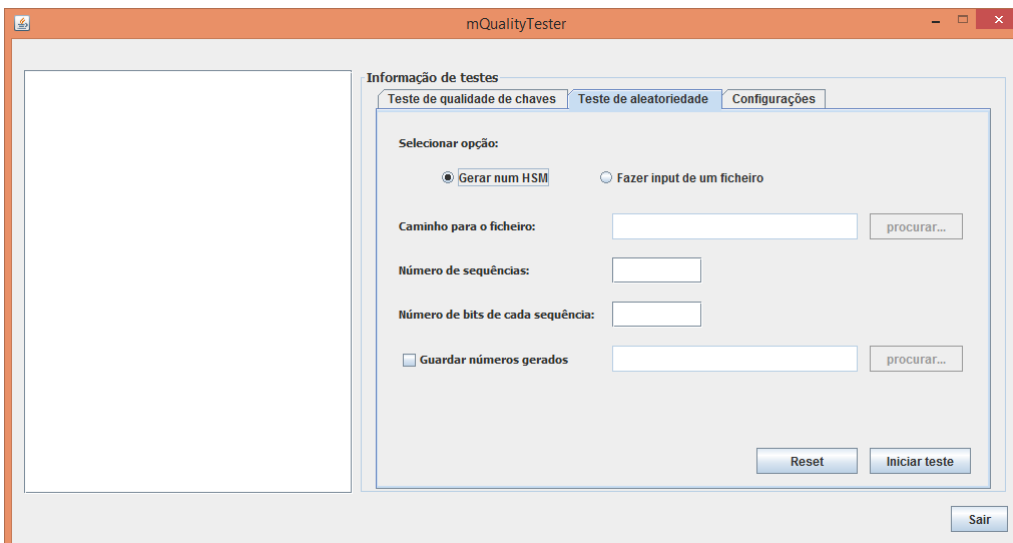 mQualityTester
Informação de testes
Teste de qualidade de chaves Teste de aleatoriedade Configurações
Selecionar opção:
Gerar num HSM Fazer input de um ficheiro
Caminho para o ficheiro: procurar...
Número de sequências:
Número de bits de cada sequência:
Guardar números gerados procurar...
Reset Iniciar teste
Sair